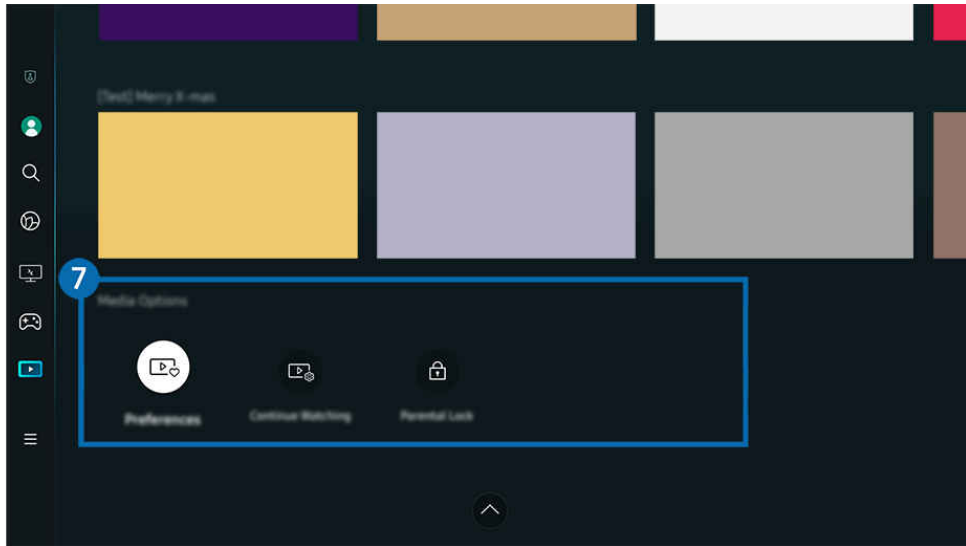 [Test] Merry X-mas
7
Media Options
Preferences
Continue Watching
Parental Lock